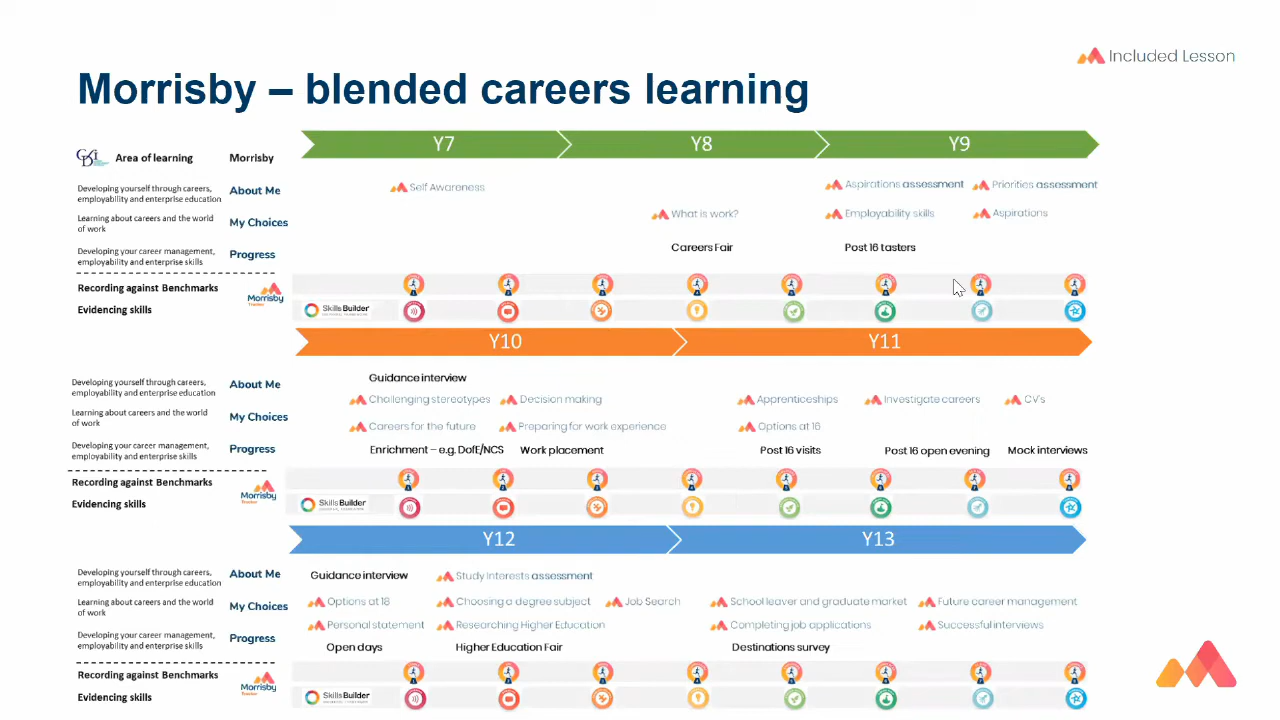 Included Lesson
Morrisby – blended careers learning
Y7 Y8 Y9
CDI Area of learning Morrisby
Developing yourself through careers, employability and enterprise education
About Me
Self Awareness
Aspirations assessment
Priorities assessment
Learning about careers and the world of work
My Choices
What is work?
Employability skills
Aspirations
Developing your career management, employability and enterprise skills
Progress
Careers Fair
Post 16 tasters
Recording against Benchmarks
Morrisby
Tracker
Evidencing skills
SkillsBuilder
Y10 Y11
Guidance interview
Developing yourself through careers, employability and enterprise education
About Me
Challenging stereotypes
Decision making
Apprenticeships
Investigate careers
CV's
Learning about careers and the world of work
My Choices
Careers for the future
Preparing for work experience
Options at 16
Developing your career management, employability and enterprise skills
Progress
Enrichment – e.g. DofE/NCS
Work placement
Post 16 visits
Post 16 open evening
Mock interviews
Recording against Benchmarks
Morrisby
Tracker
Evidencing skills
SkillsBuilder
Y12 Y13
Developing yourself through careers, employability and enterprise education
About Me
Guidance interview
Study Interests assessment
Learning about careers and the world of work
My Choices
Options at 18
Choosing a degree subject
Job Search
School leaver and graduate market
Future career management
Personal statement
Researching Higher Education
Completing job applications
Successful interviews
Developing your career management, employability and enterprise skills
Progress
Open days
Higher Education Fair
Destinations survey
Recording against Benchmarks
Morrisby
Tracker
Evidencing skills
SkillsBuilder